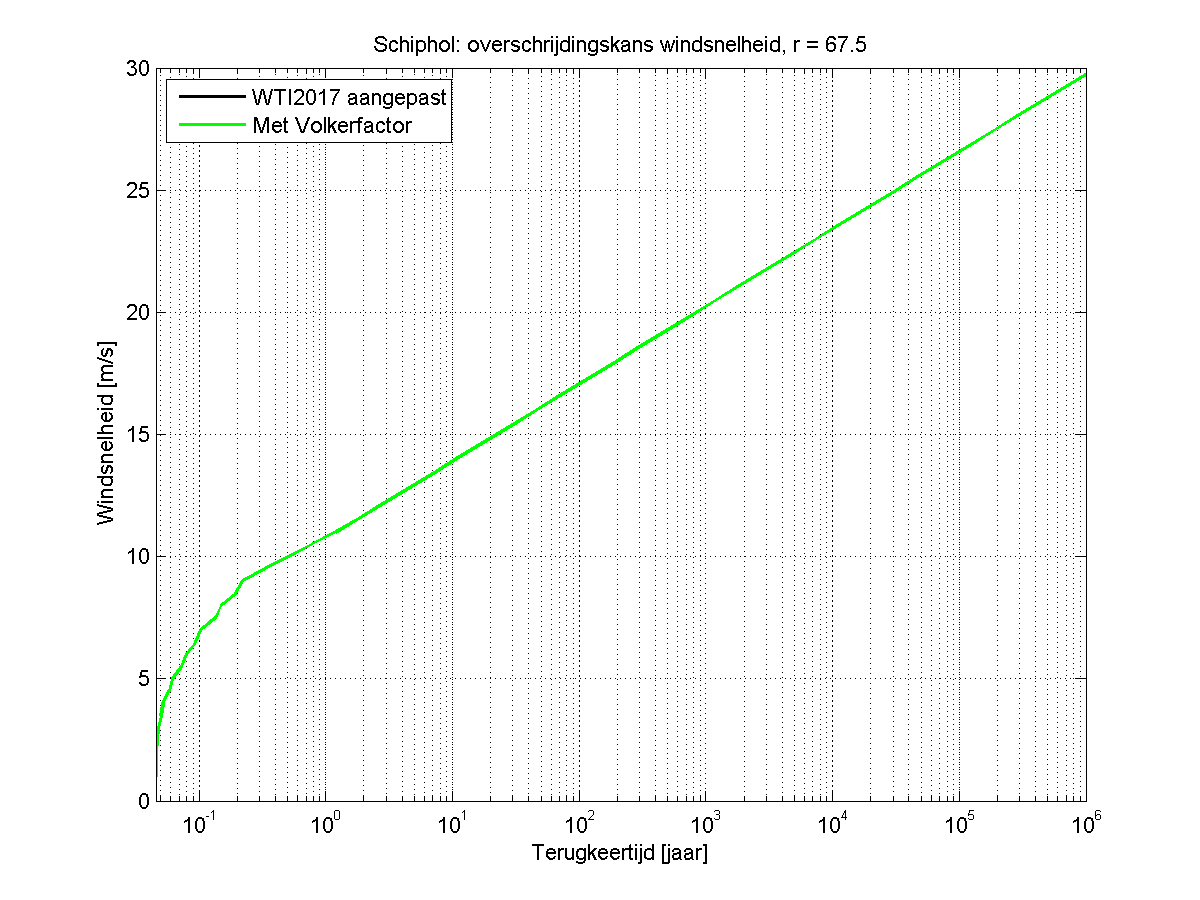 Schiphol: overschrijdingskans windsnelheid, r = 67.5
WTI2017 aangepast
Met Volkerfactor
30
25
20
15
10
5
0
Windsnelheid [m/s]
10^-1 10^0 10^1 10^2 10^3 10^4 10^5 10^6
Terugkeertijd [jaar]